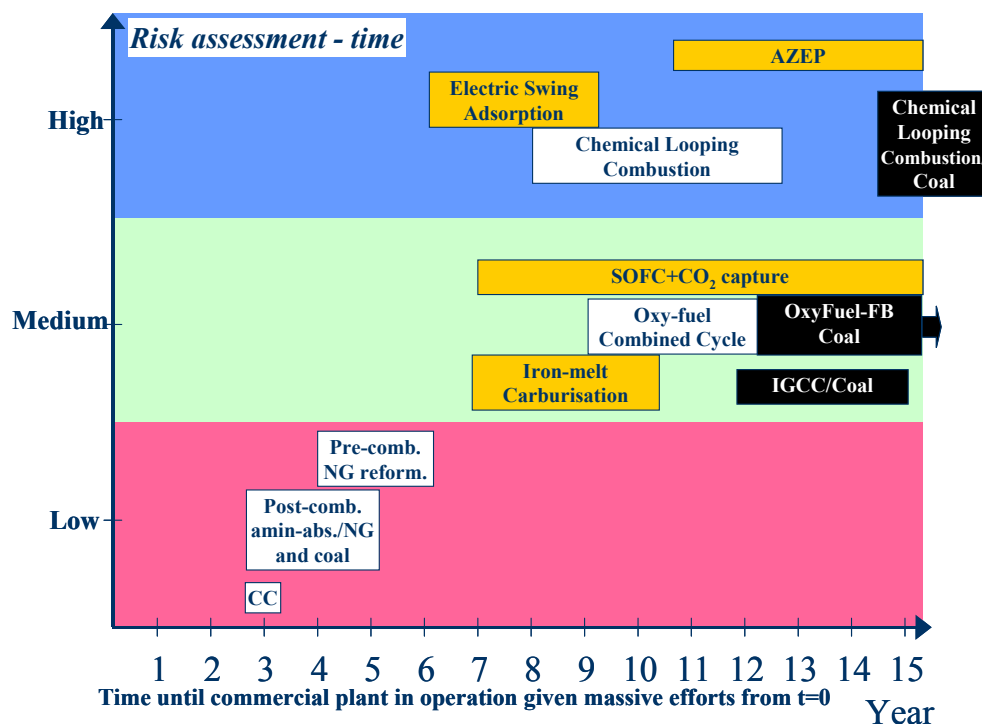 Risk assessment - time
AZEP
Electric Swing
Adsorption
High
Chemical
Looping
Combustion/
Coal
Chemical Looping
Combustion
SOFC+CO₂ capture
Medium
Oxy-fuel
Combined Cycle
OxyFuel-FB
Coal
Iron-melt
Carburisation
IGCC/Coal
Pre-comb.
NG reform.
Low
Post-comb.
amin-abs./NG
and coal
CC
1 2 3 4 5 6 7 8 9 10 11 12 13 14 15
Time until commercial plant in operation given massive efforts from t=0
Year